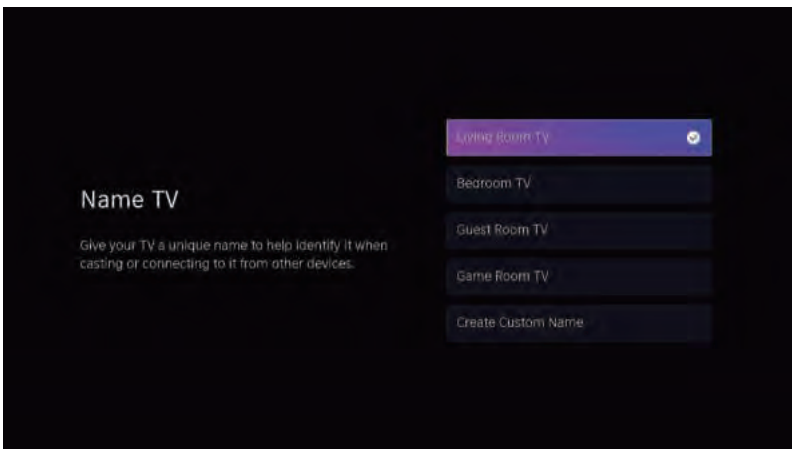 Name TV
Give your TV a unique name to help identify it when
casting or connecting to it from other devices.
Living Room TV
Bedroom TV
Guest Room TV
Game Room TV
Create Custom Name